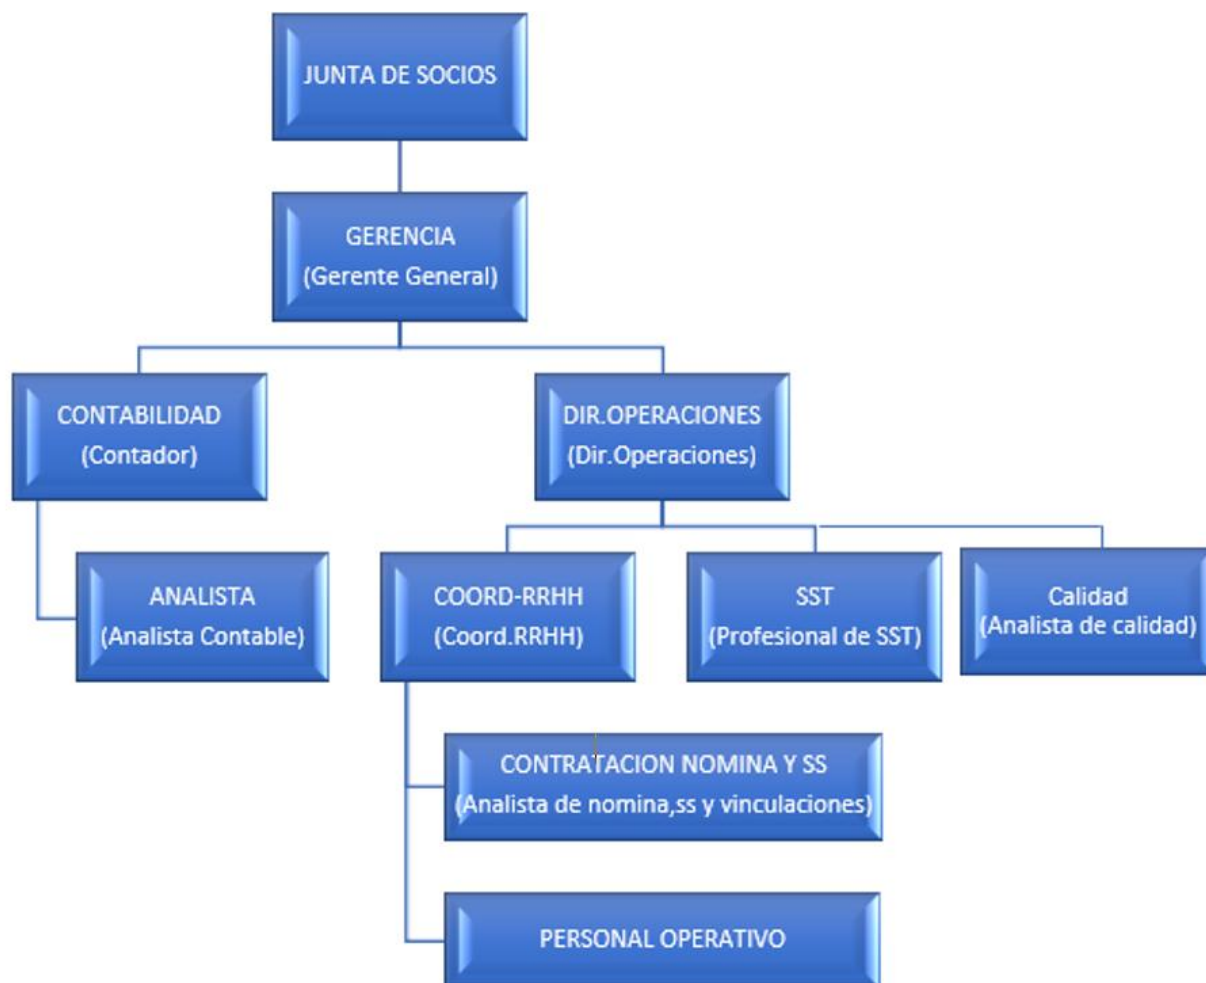 JUNTA DE SOCIOS
GERENCIA
(Gerente General)
CONTABILIDAD
(Contador)
DIR.OPERACIONES
(Dir.Operaciones)
ANALISTA
(Analista Contable)
COORD-RRHH
(Coord.RRHH)
SST
(Profesional de SST)
Calidad
(Analista de calidad)
CONTRATACION NOMINA Y SS
(Analista de nomina,ss y vinculaciones)
PERSONAL OPERATIVO